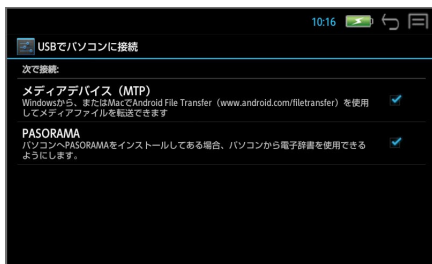 10:16
USBでパソコンに接続
次で接続:
メディアデバイス（MTP）
Windowsから、またはMacでAndroid File Transfer（www.android.com/filetransfer）を使用
してメディアファイルを転送できます
PASORAMA
パソコンへPASORAMAをインストールしてある場合、パソコンから電子辞書を使用できる
ようにします。